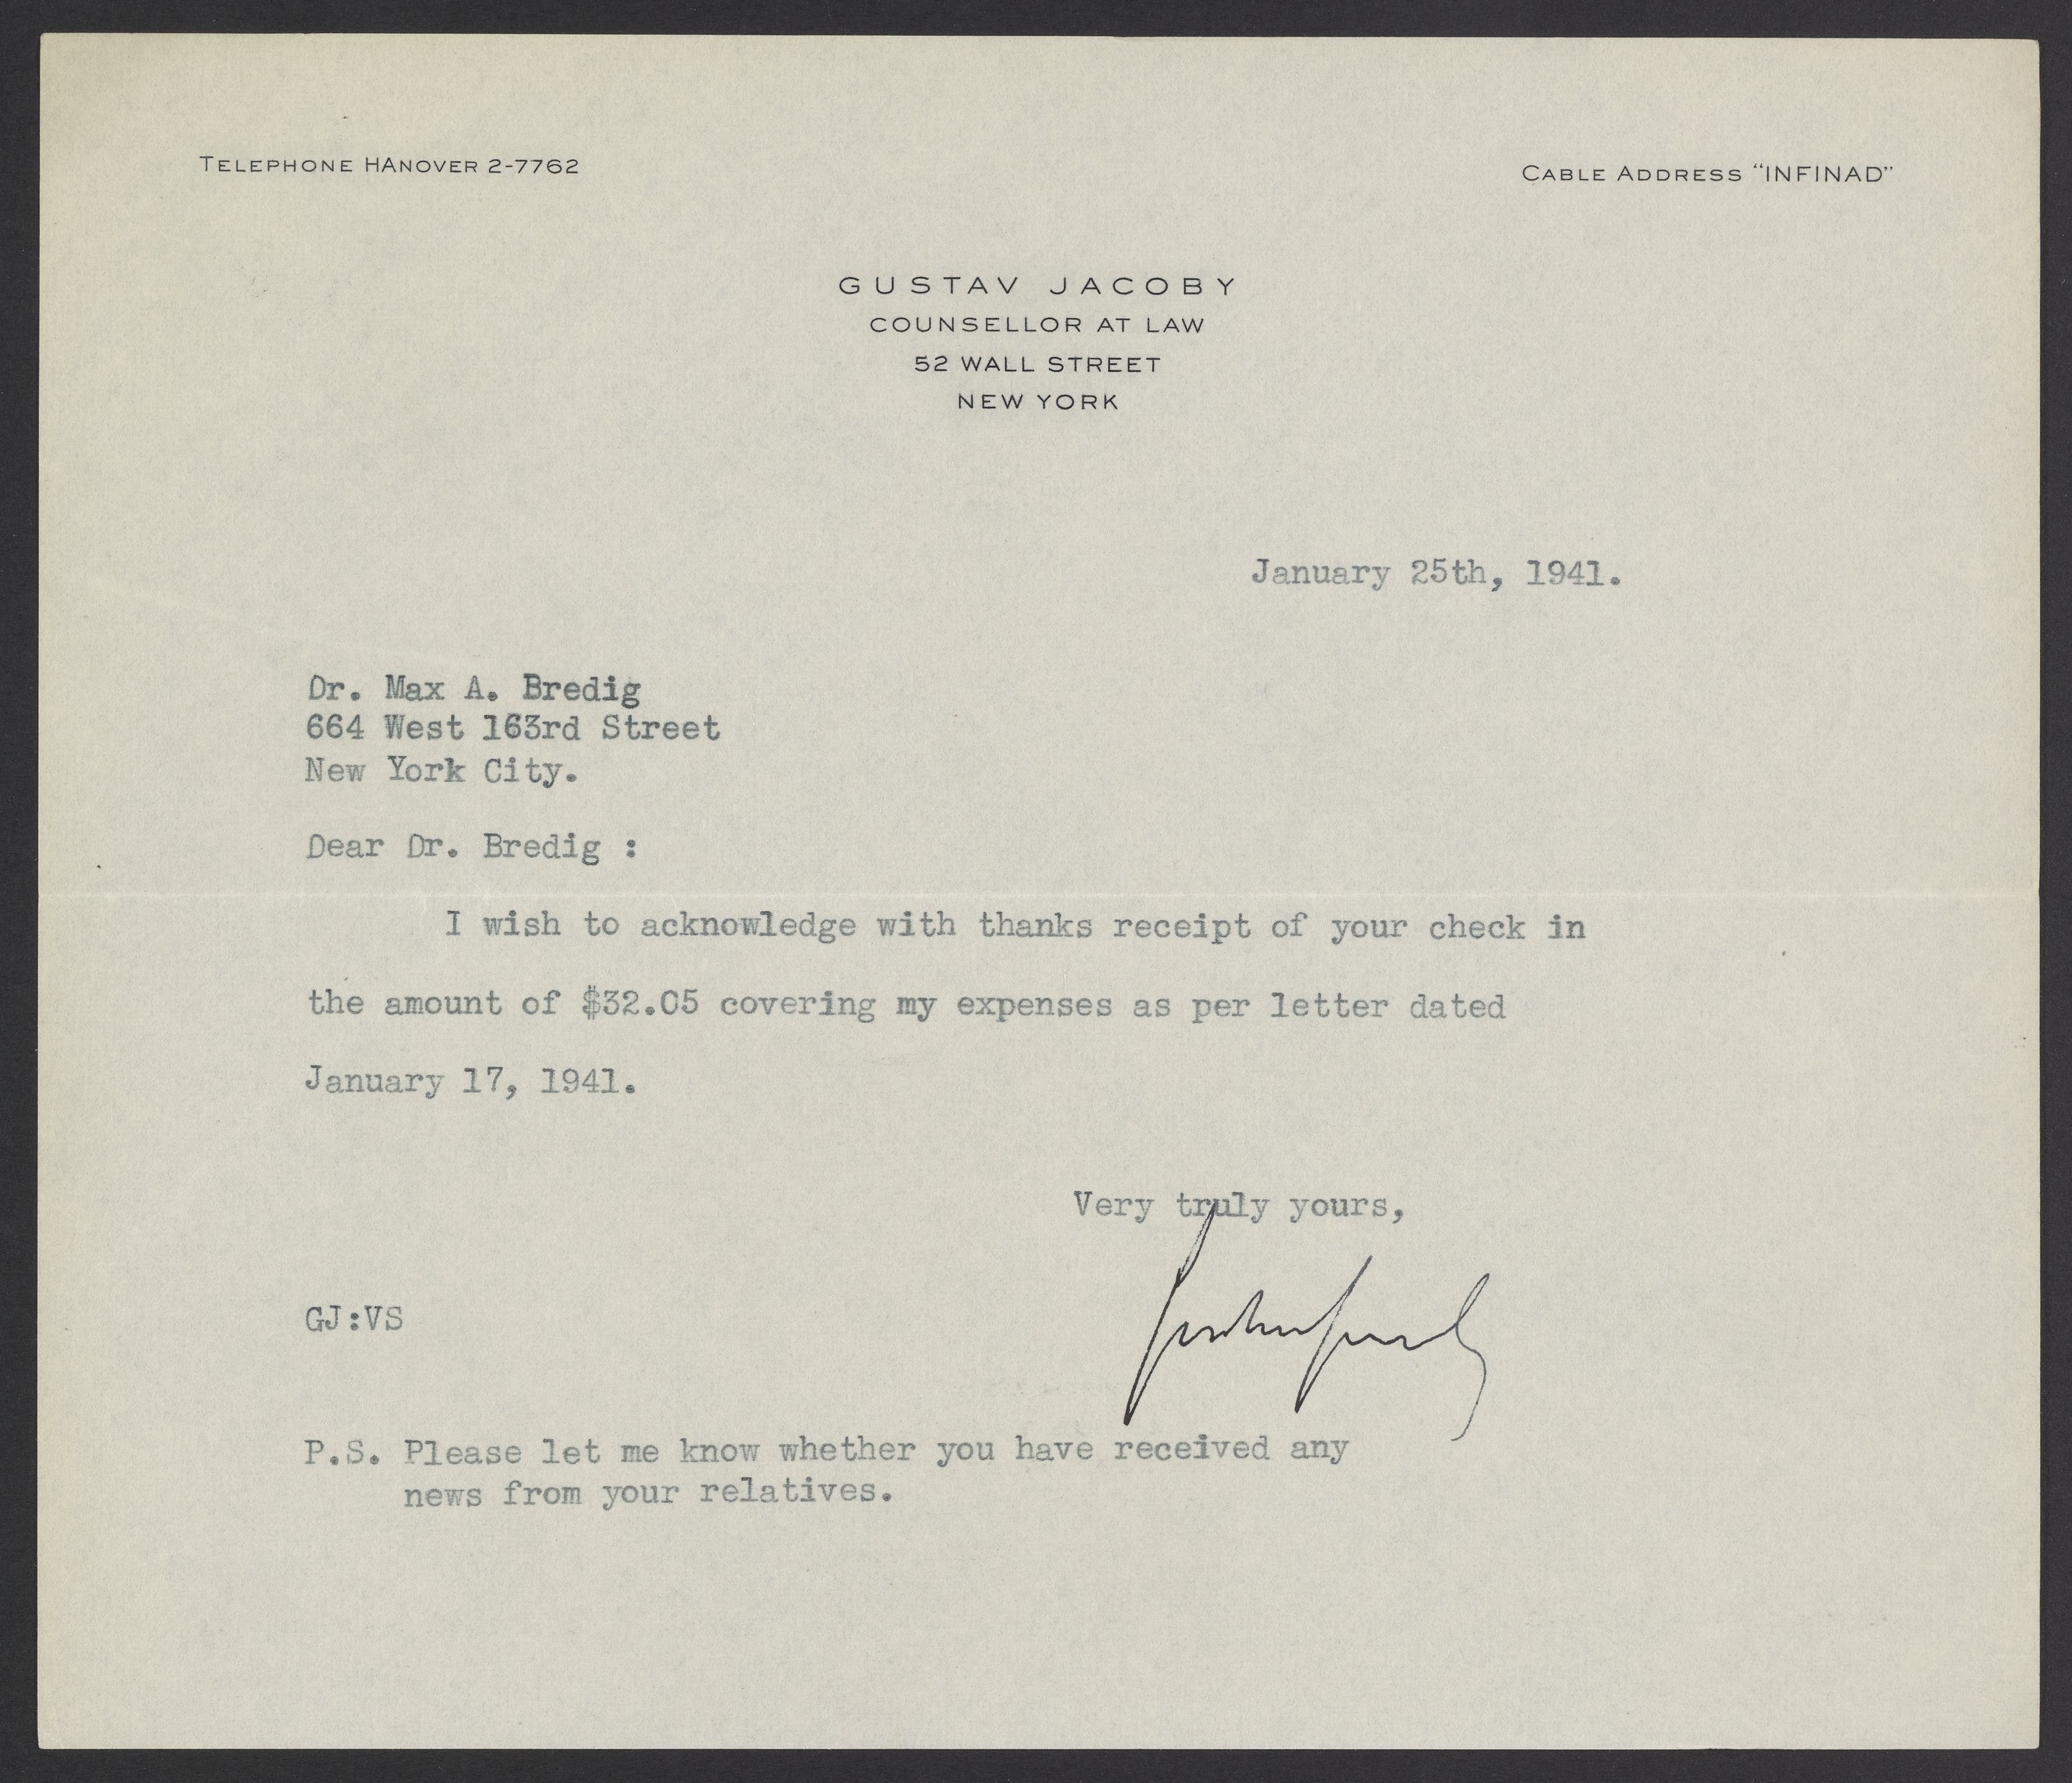 TELEPHONE HANOVER 2-7762
CABLE ADDRESS "INFINAD"
GUSTAV JACOBY
COUNSELLOR AT LAW
52 WALL STREET
NEW YORK
January 25th, 1941.
Dr. Max A. Bredig
664 West 163rd Street
New York City.
Dear Dr. Bredig :
I wish to acknowledge with thanks receipt of your check in
the amount of $32.05 covering my expenses as per letter dated
January 17, 1941.
Very truly yours,
GJ:VS
P.S. Please let me know whether you have received any
news from your relatives.